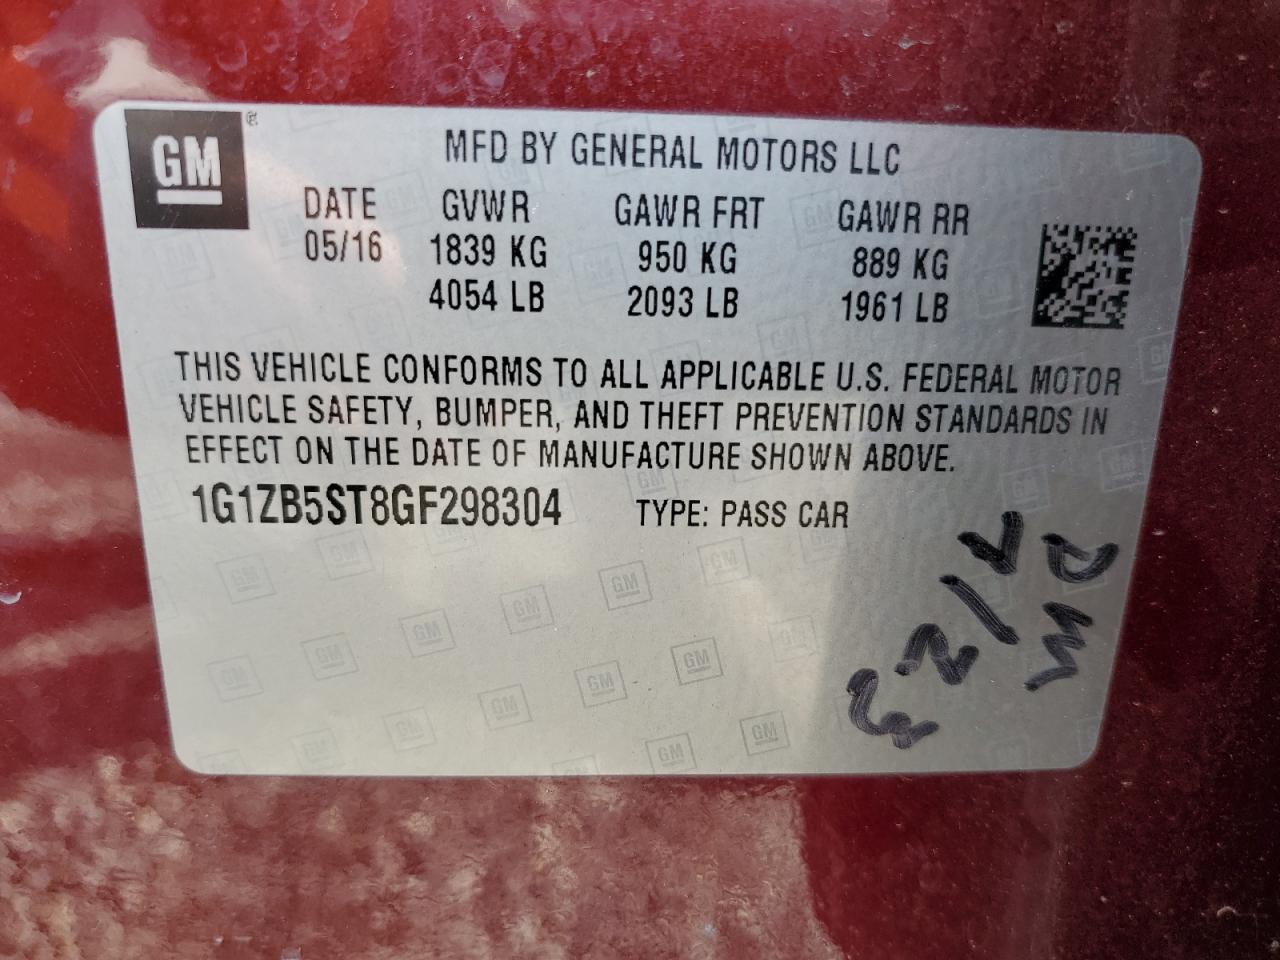 GM
MFD BY GENERAL MOTORS LLC
DATE GVWR GAWR FRT GAWR RR
05/16 1839 KG 950 KG 889 KG
4054 LB 2093 LB 1961 LB
THIS VEHICLE CONFORMS TO ALL APPLICABLE U.S. FEDERAL MOTOR
VEHICLE SAFETY, BUMPER, AND THEFT PREVENTION STANDARDS IN
EFFECT ON THE DATE OF MANUFACTURE SHOWN ABOVE.
1G1ZB5ST8GF298304 TYPE: PASS CAR